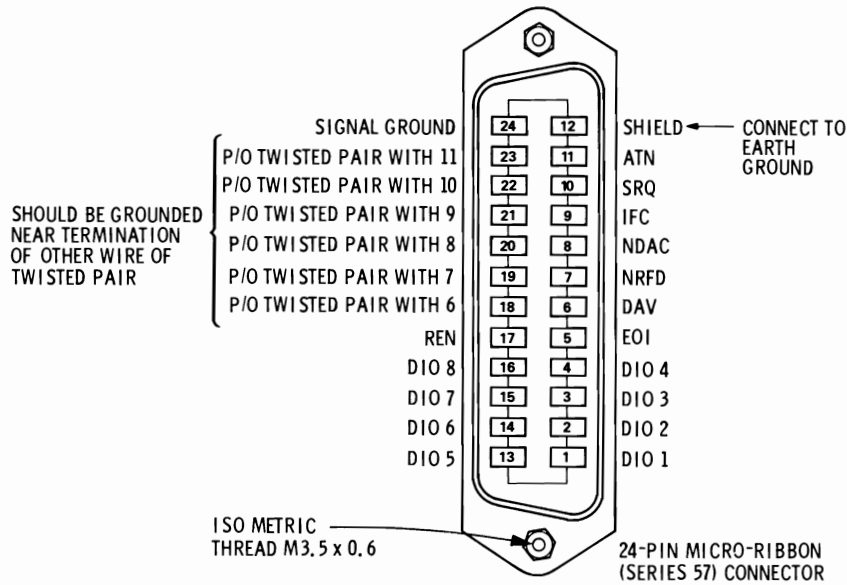 SIGNAL GROUND 24 12 SHIELD CONNECT TO
EARTH
GROUND
P/O TWISTED PAIR WITH 11 23 11 ATN
P/O TWISTED PAIR WITH 10 22 10 SRQ
SHOULD BE GROUNDED
NEAR TERMINATION
OF OTHER WIRE OF
TWISTED PAIR
P/O TWISTED PAIR WITH 9 21 9 IFC
P/O TWISTED PAIR WITH 8 20 8 NDAC
P/O TWISTED PAIR WITH 7 19 7 NRFD
P/O TWISTED PAIR WITH 6 18 6 DAV
REN 17 5 EOI
DIO 8 16 4 DIO 4
DIO 7 15 3 DIO 3
DIO 6 14 2 DIO 2
DIO 5 13 1 DIO 1
ISO METRIC
THREAD M3.5 x 0.6
24-PIN MICRO-RIBBON
(SERIES 57) CONNECTOR